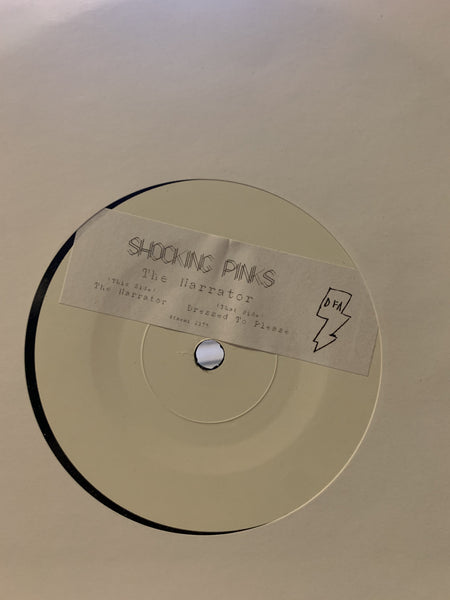 SHOCKING PINKS
The Narrator
(This Side) (That Side)
The Narrator Dressed To Please
DFA